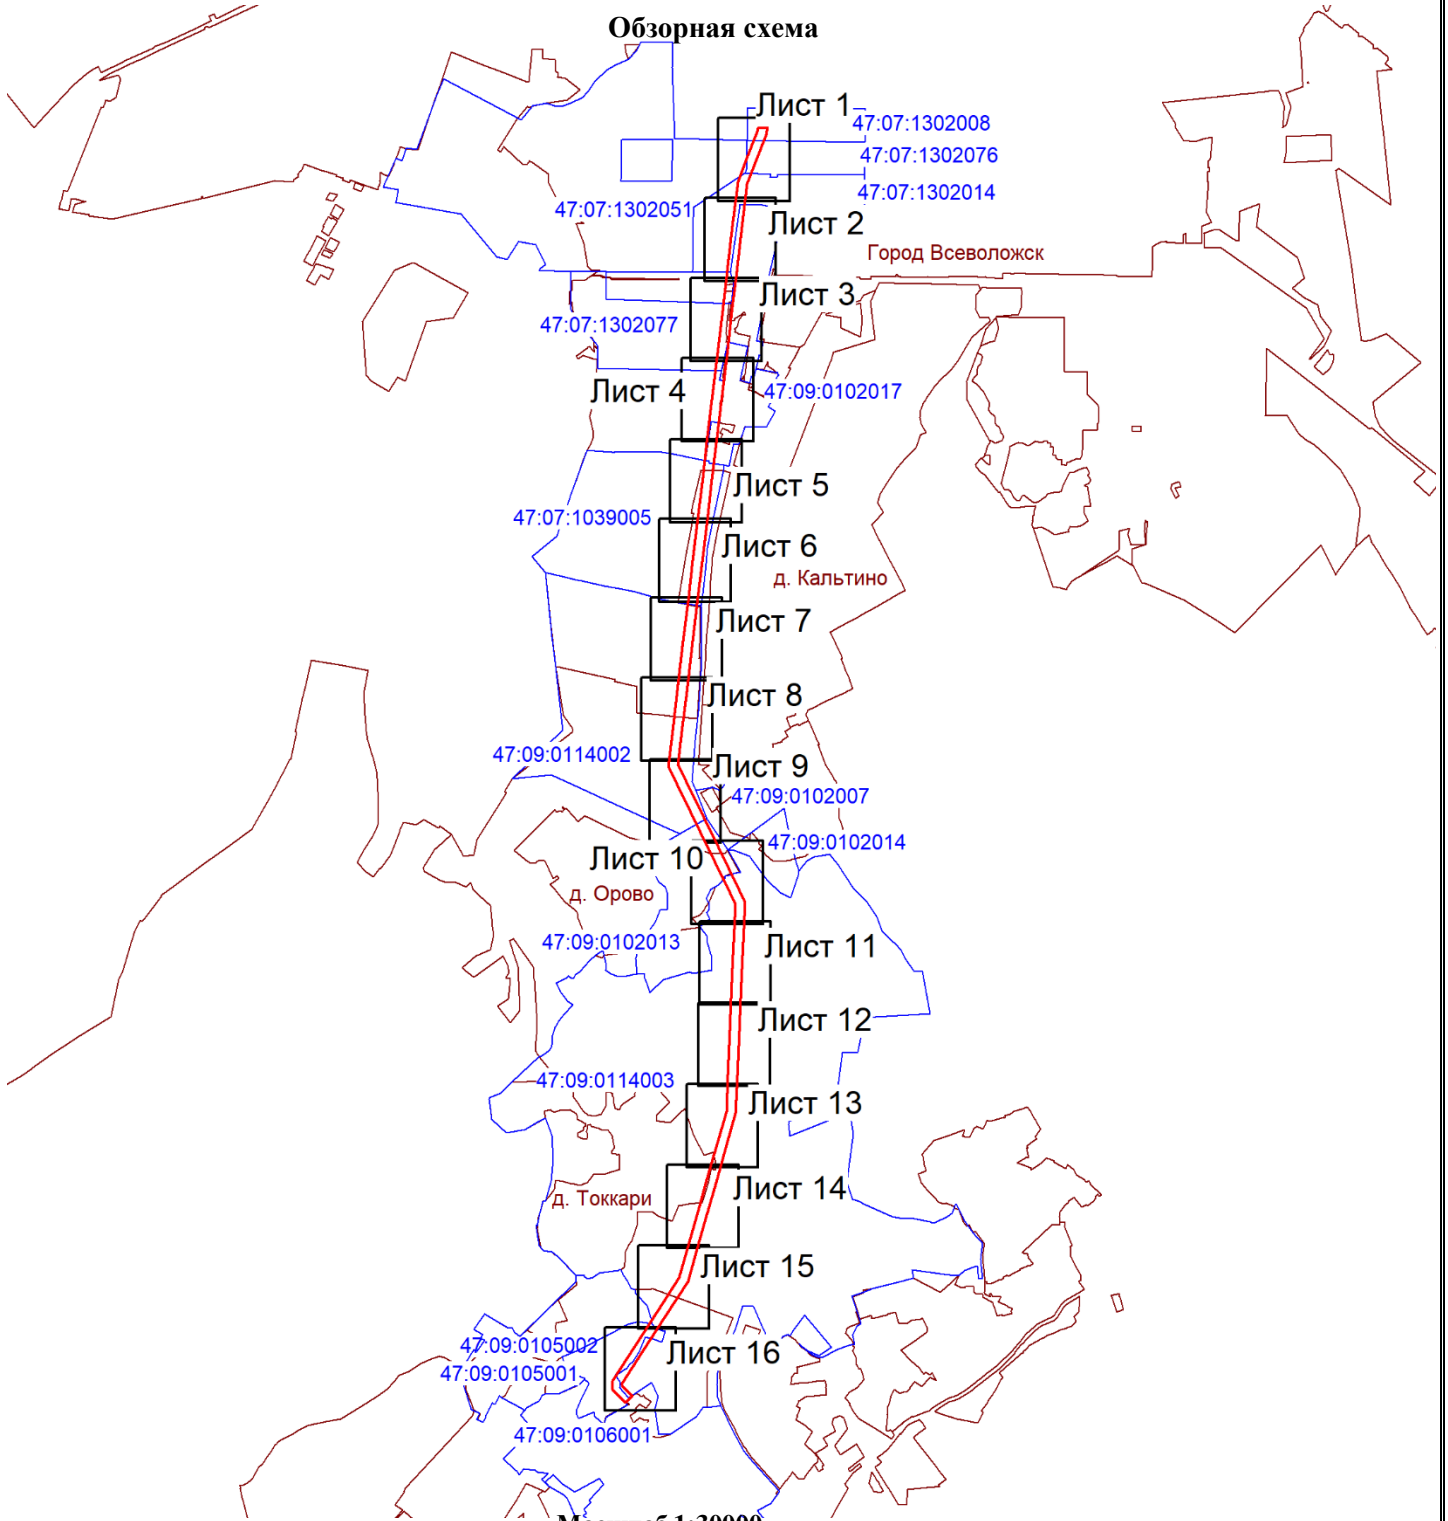 Обзорная схема
Лист 1
47:07:1302008
47:07:1302076
47:07:1302014
47:07:1302051
Лист 2
Город Всеволожск
Лист 3
47:07:1302077
Лист 4
47:09:0102017
Лист 5
47:07:1039005
Лист 6
д. Кальтино
Лист 7
Лист 8
47:09:0114002
Лист 9
47:09:0102007
47:09:0102014
Лист 10
д. Орово
47:09:0102013
Лист 11
Лист 12
47:09:0114003
Лист 13
Лист 14
д. Токкари
Лист 15
47:09:0105002
Лист 16
47:09:0105001
47:09:0106001
Масштаб 1:30000